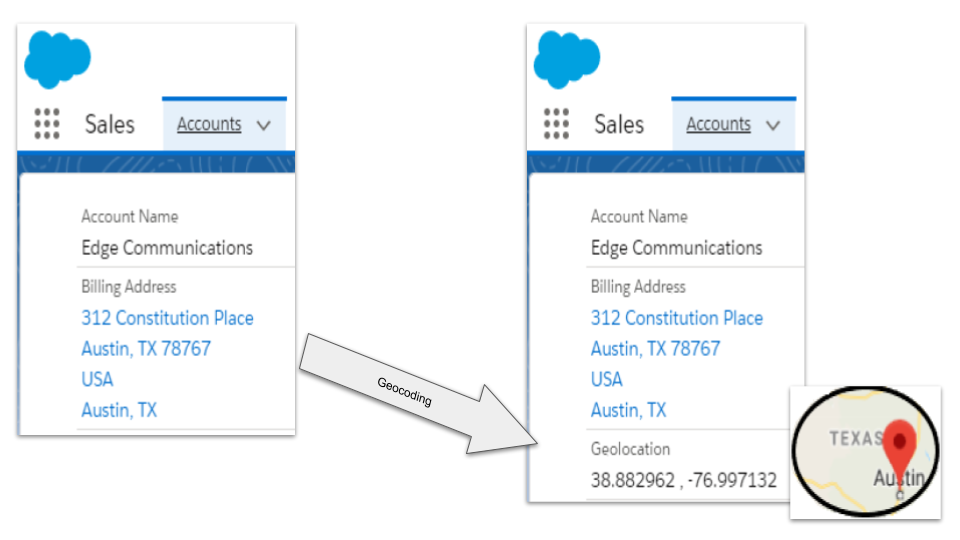 Sales
Accounts
Account Name
Edge Communications
Billing Address
312 Constitution Place
Austin, TX 78767
USA
Austin, TX
Geocoding
Sales
Accounts
Account Name
Edge Communications
Billing Address
312 Constitution Place
Austin, TX 78767
USA
Austin, TX
Geolocation
38.882962 , -76.997132
TEXAS
Austin